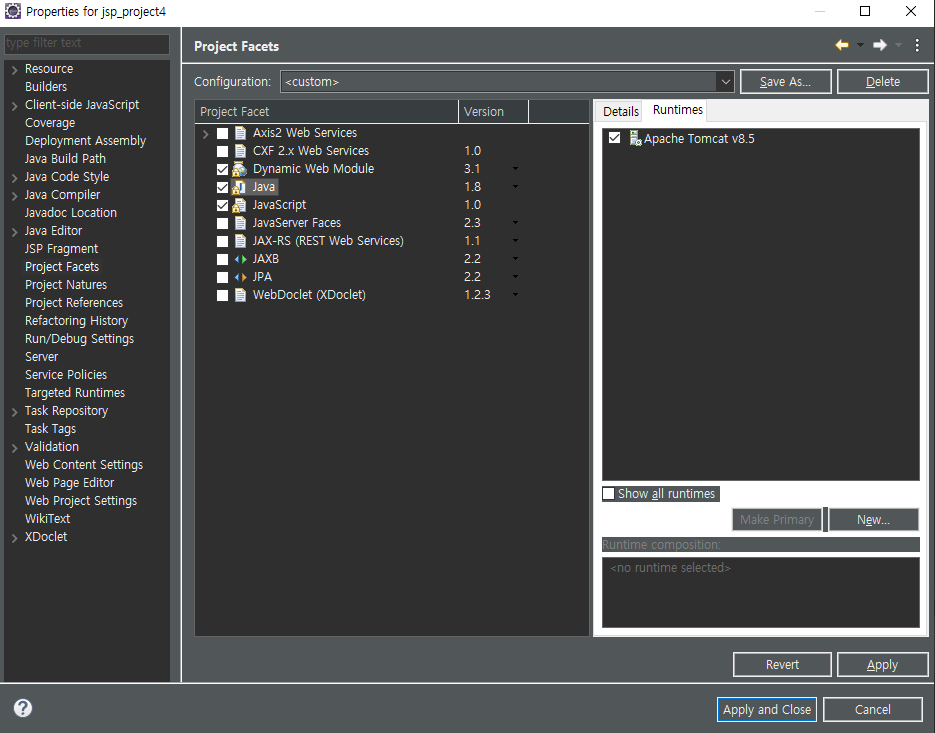 Properties for jsp_project4
type filter text
Resource
Builders
Client-side JavaScript
Coverage
Deployment Assembly
Java Build Path
Java Code Style
Java Compiler
Javadoc Location
Java Editor
JSP Fragment
Project Facets
Project Natures
Project References
Refactoring History
Run/Debug Settings
Server
Service Policies
Targeted Runtimes
Task Repository
Task Tags
Validation
Web Content Settings
Web Page Editor
Web Project Settings
WikiText
XDoclet
Project Facets
Configuration: <custom> Save As... Delete
Project Facet Version
Axis2 Web Services
CXF 2.x Web Services 1.0
Dynamic Web Module 3.1
Java 1.8
JavaScript 1.0
JavaServer Faces 2.3
JAX-RS (REST Web Services) 1.1
JAXB 2.2
JPA 2.2
WebDoclet (XDoclet) 1.2.3
Details Runtimes
Apache Tomcat v8.5
Show all runtimes
Make Primary New...
Runtime composition:
<no runtime selected>
Revert Apply
Apply and Close Cancel